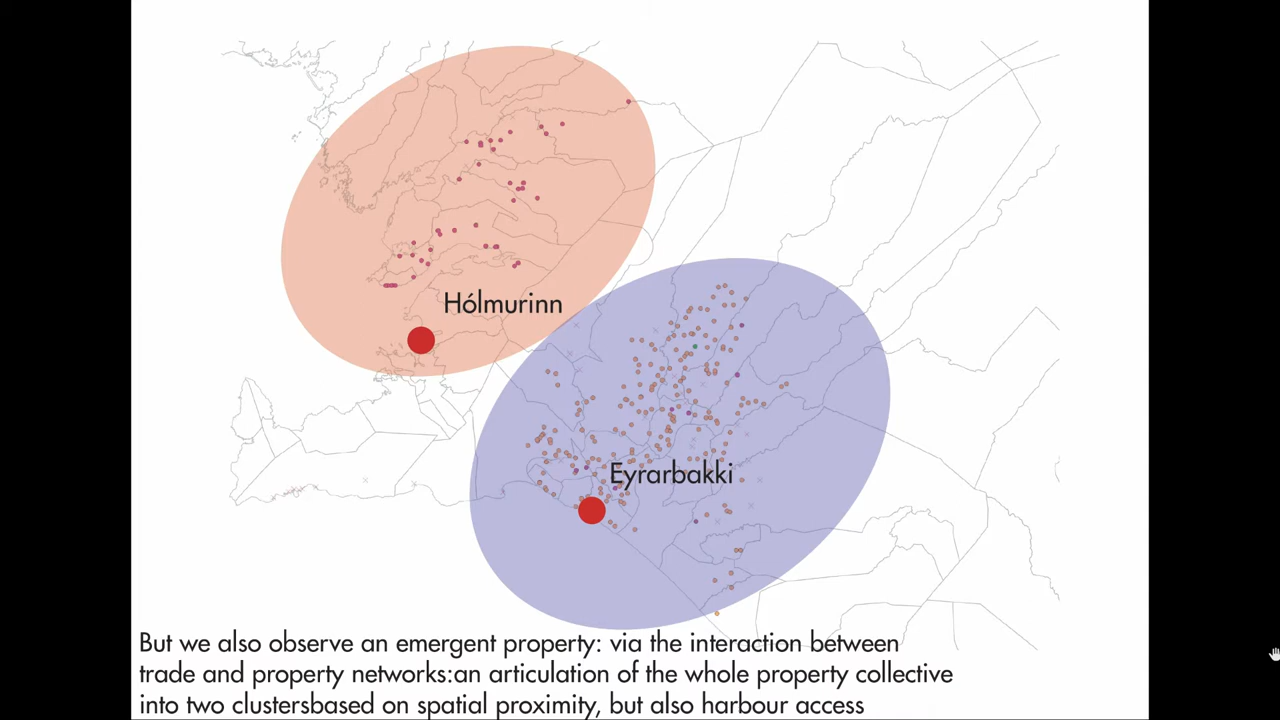 Hólmurinn
Eyrarbakki
But we also observe an emergent property: via the interaction between
trade and property networks:an articulation of the whole property collective
into two clustersbased on spatial proximity, but also harbour access